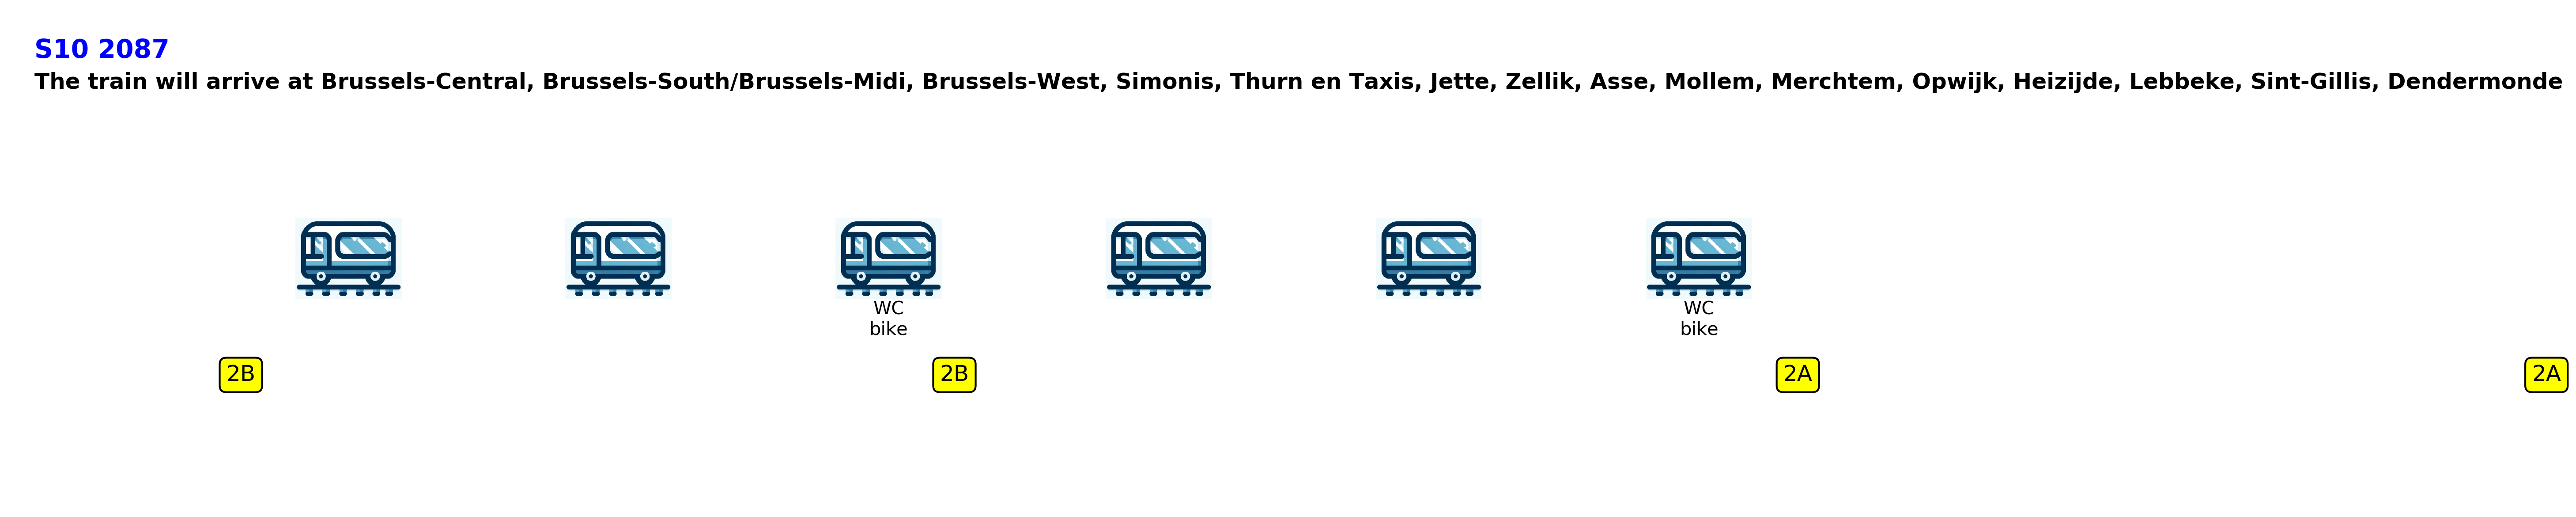 S10 2087
The train will arrive at Brussels-Central, Brussels-South/Brussels-Midi, Brussels-West, Simonis, Thurn en Taxis, Jette, Zellik, Asse, Mollem, Merchtem, Opwijk, Heizijde, Lebbeke, Sint-Gillis, Dendermonde
WC
bike
WC
bike
2B
2B
2A
2A